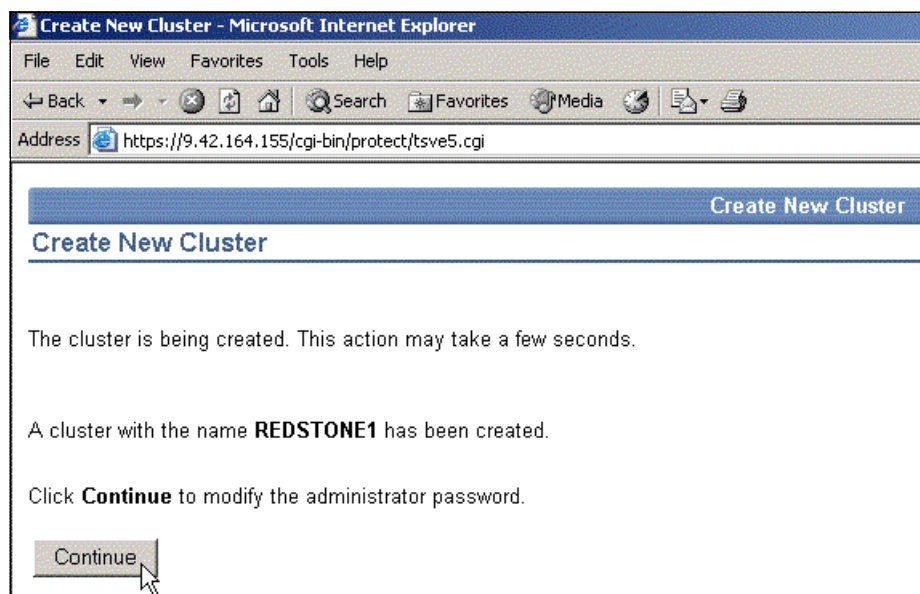 Create New Cluster - Microsoft Internet Explorer
File Edit View Favorites Tools Help
Back Search Favorites Media
Address https://9.42.164.155/cgi-bin/protect/tsve5.cgi
Create New Cluster
Create New Cluster
The cluster is being created. This action may take a few seconds.
A cluster with the name REDSTONE1 has been created.
Click Continue to modify the administrator password.
Continue